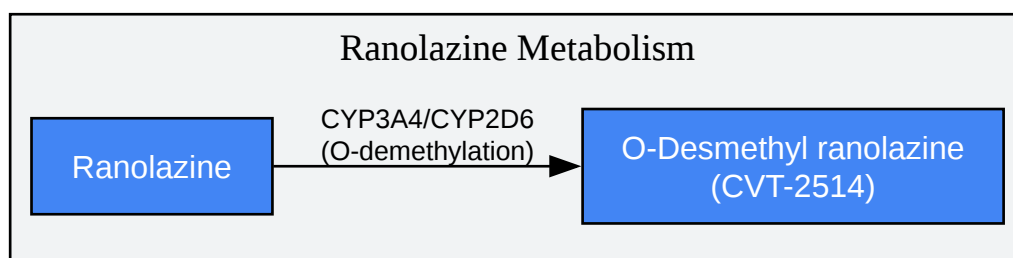 Ranolazine Metabolism
CYP3A4/CYP2D6
(O-demethylation)
Ranolazine
O-Desmethyl ranolazine
(CVT-2514)